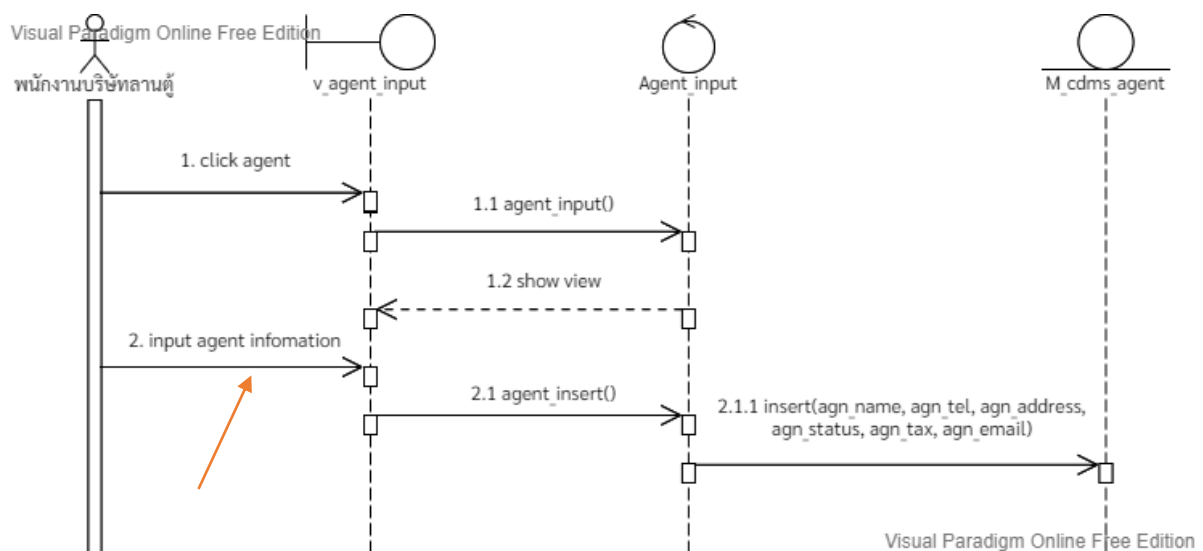 Visual Paradigm Online Free Edition
พนักงานบริษัทลานตู้
v_agent_input
Agent_input
M_cdms_agent
1. click agent
1.1 agent_input()
1.2 show view
2. input agent infomation
2.1 agent_insert()
2.1.1 insert(agn_name, agn_tel, agn_address,
agn_status, agn_tax, agn_email)
Visual Paradigm Online Free Edition